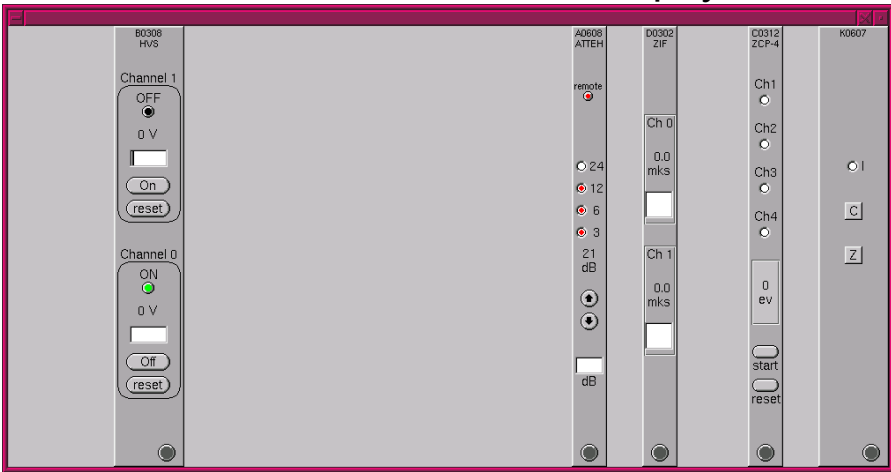 B0308
HVS
Channel 1
OFF
0 V
On
reset
Channel 0
ON
0 V
Off
reset
A0608
ATTEH
remote
24
12
6
3
21
dB
dB
D0302
ZIF
Ch 0
0.0
mks
Ch 1
0.0
mks
C0312
ZCP-4
Ch1
Ch2
Ch3
Ch4
0
ev
start
reset
K0607
I
C
Z